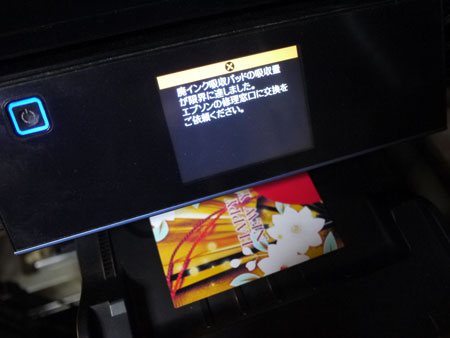 廃インク吸収パッドの吸収量
が限界に達しました。
エプソンの修理窓口に交換を
ご依頼ください。
HAPPY
NEW